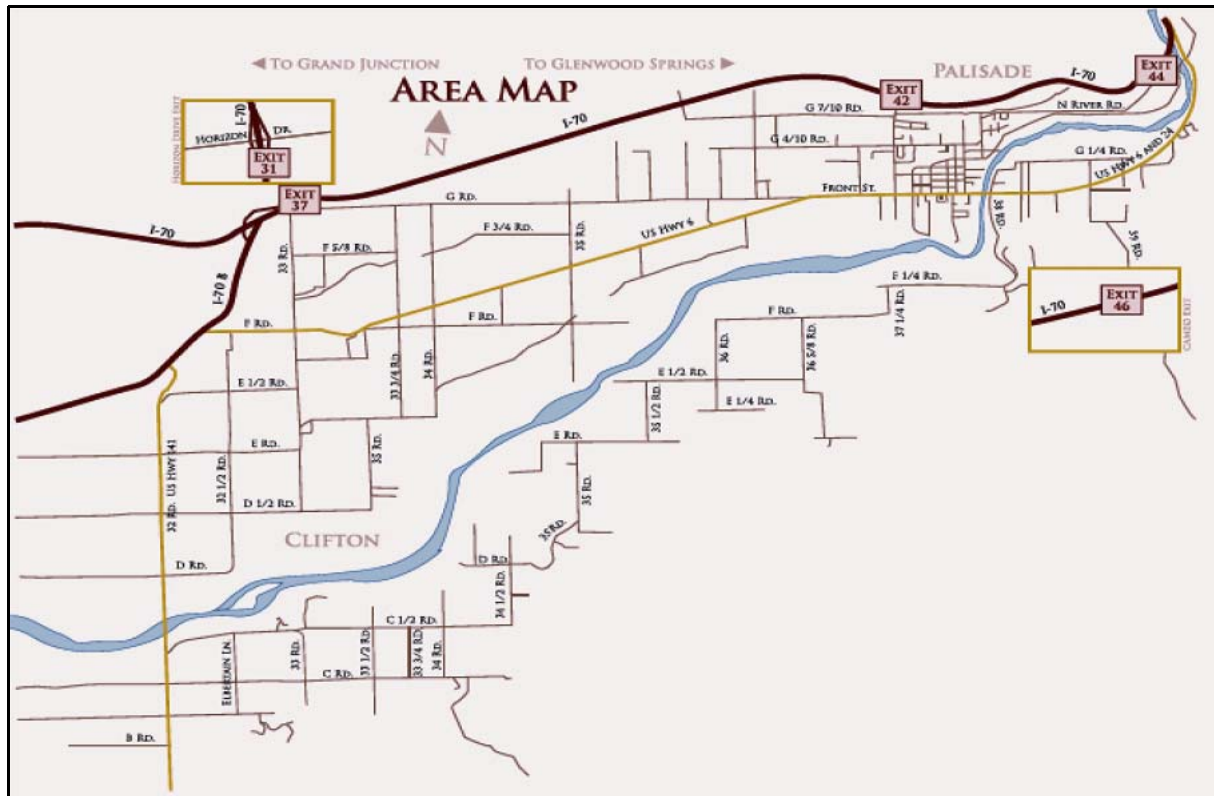 TO GRAND JUNCTION
TO GLENWOOD SPRINGS
PALISADE
AREA MAP
N
EXIT 44
I-70
EXIT 42
N RIVER RD.
G 7/10 RD.
I-70
HORIZON DRIVE EXIT
I-70
HORIZON DR.
EXIT 31
G 4/10 RD.
US HWY 6 AND 24
G 1/4 RD.
EXIT 37
G RD.
FRONT ST.
38 RD.
I-70
F 3/4 RD.
35 RD.
US HWY 6
39 RD.
33 RD.
F 5/8 RD.
I-70 B
F 1/4 RD.
37 1/4 RD.
I-70
EXIT 46
CAMEO EXIT
F RD.
F RD.
F RD.
36 RD.
36 5/8 RD.
33 3/4 RD.
34 RD.
E 1/2 RD.
E 1/2 RD.
35 1/2 RD.
E 1/4 RD.
E RD.
E RD.
35 RD.
32 RD. US HWY 141
32 1/2 RD.
D 1/2 RD.
35 RD.
35 RD.
CLIFTON
D RD.
D RD.
34 1/2 RD.
C 1/2 RD.
ELBERTAIN LN.
33 RD.
33 1/2 RD.
33 3/4 RD.
34 RD.
C RD.
B RD.